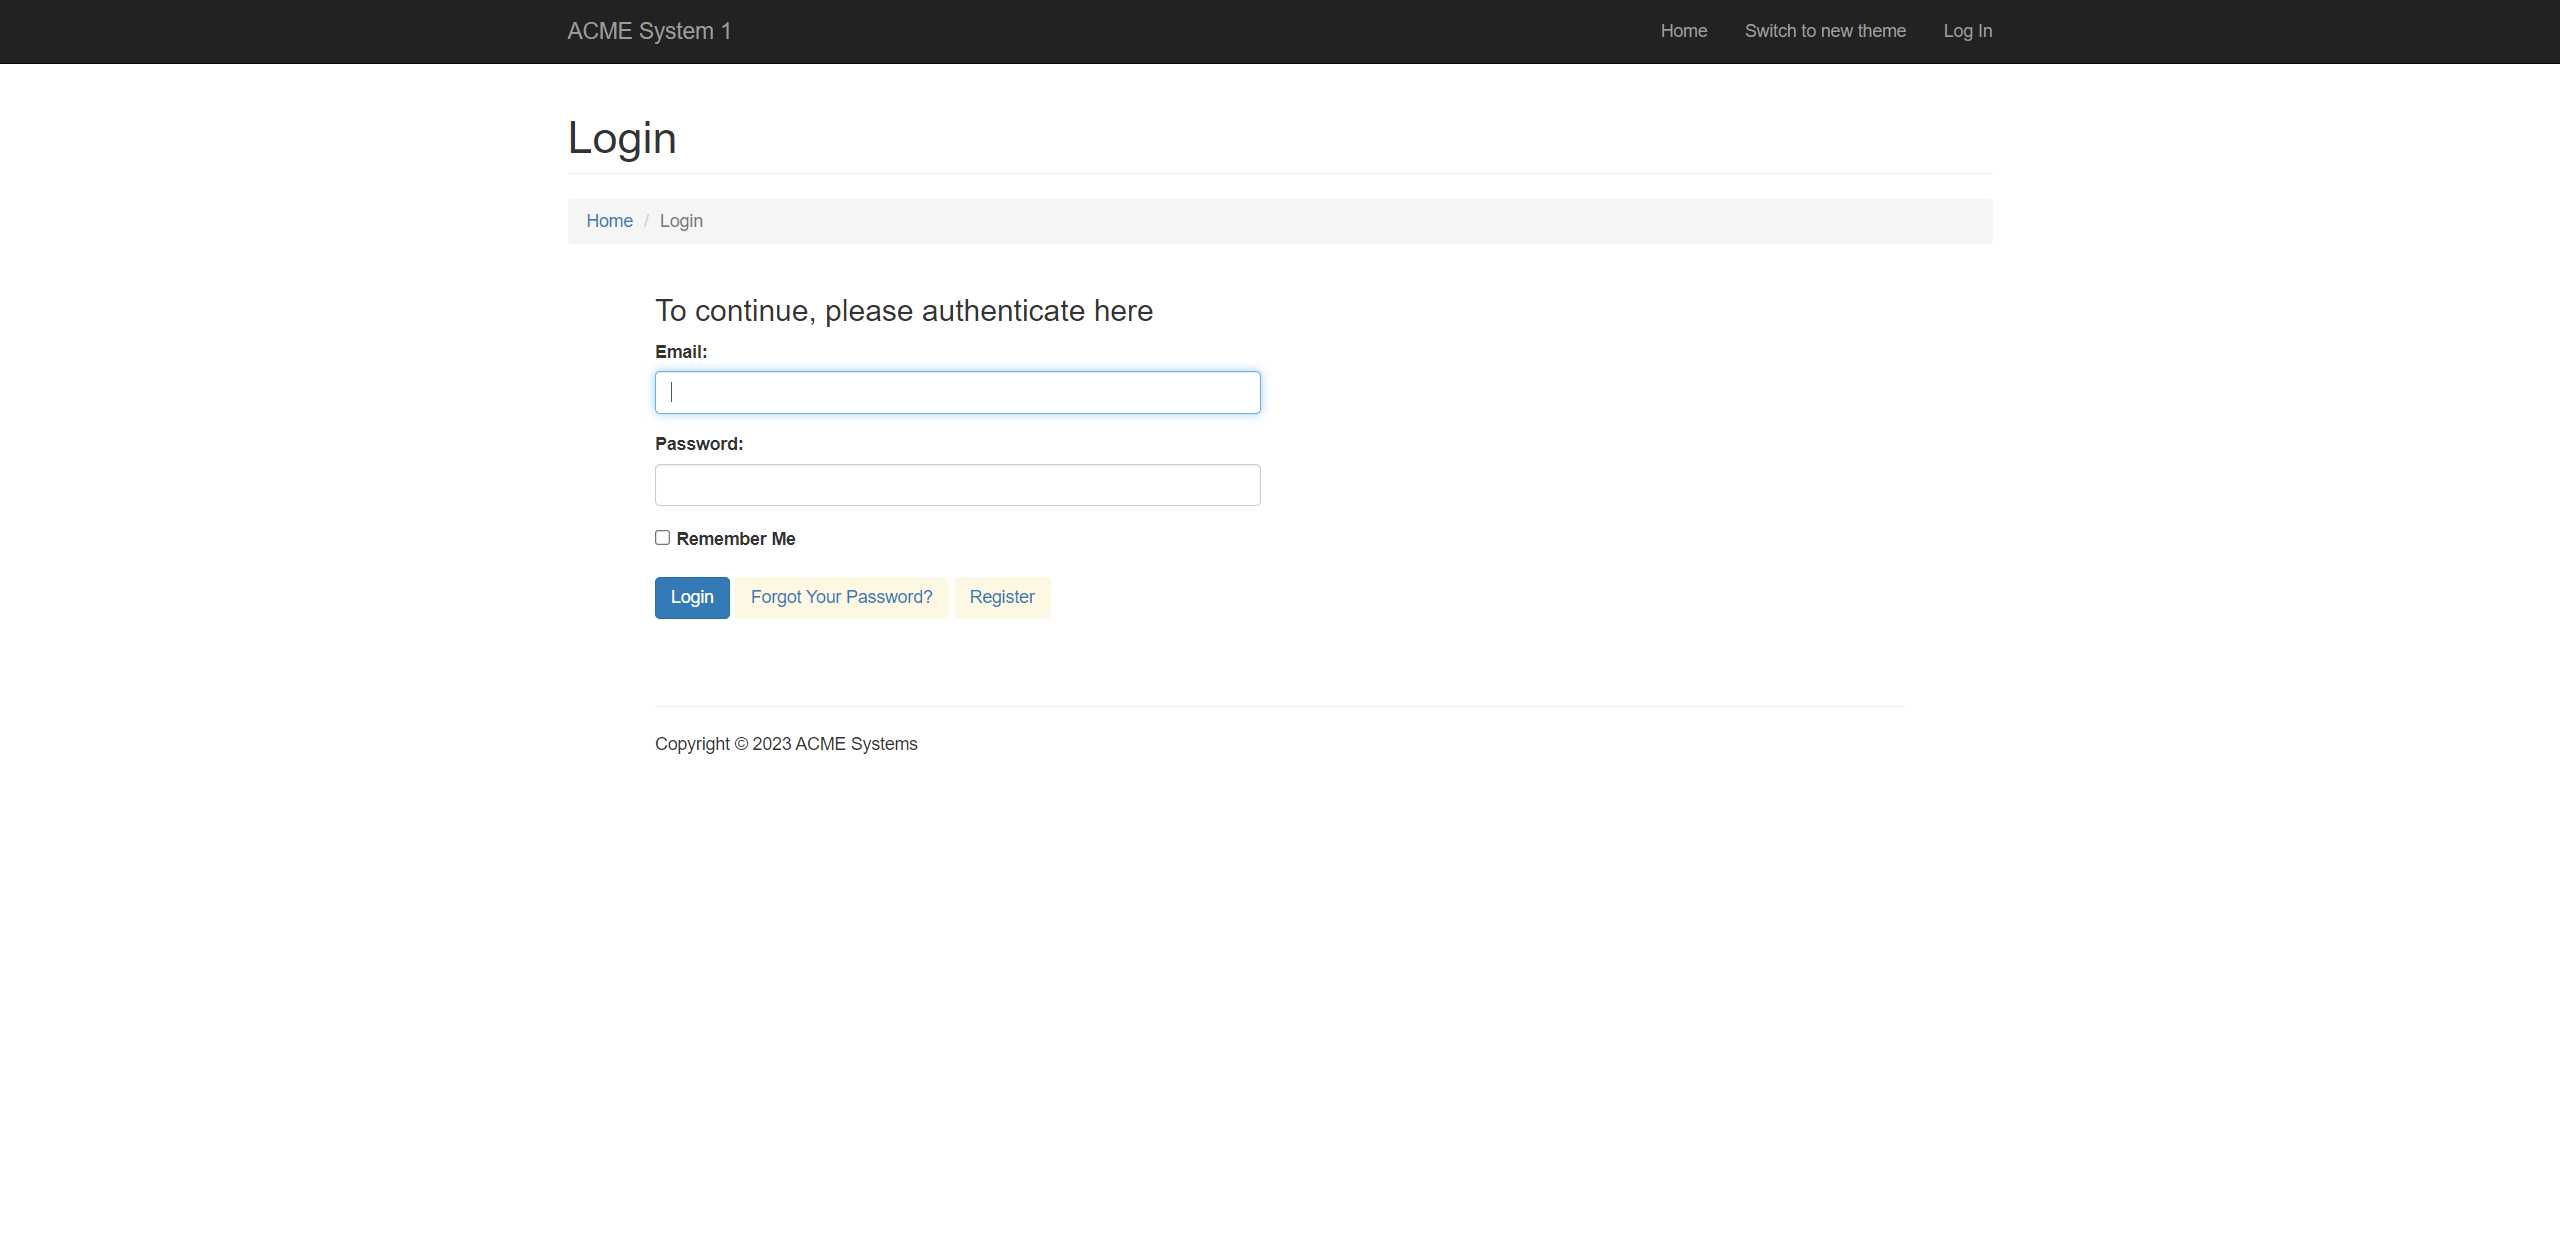 ACME System 1 Home Switch to new theme Log In
Login
Home / Login
To continue, please authenticate here
Email:
Password:
Remember Me
Login Forgot Your Password? Register
Copyright © 2023 ACME Systems